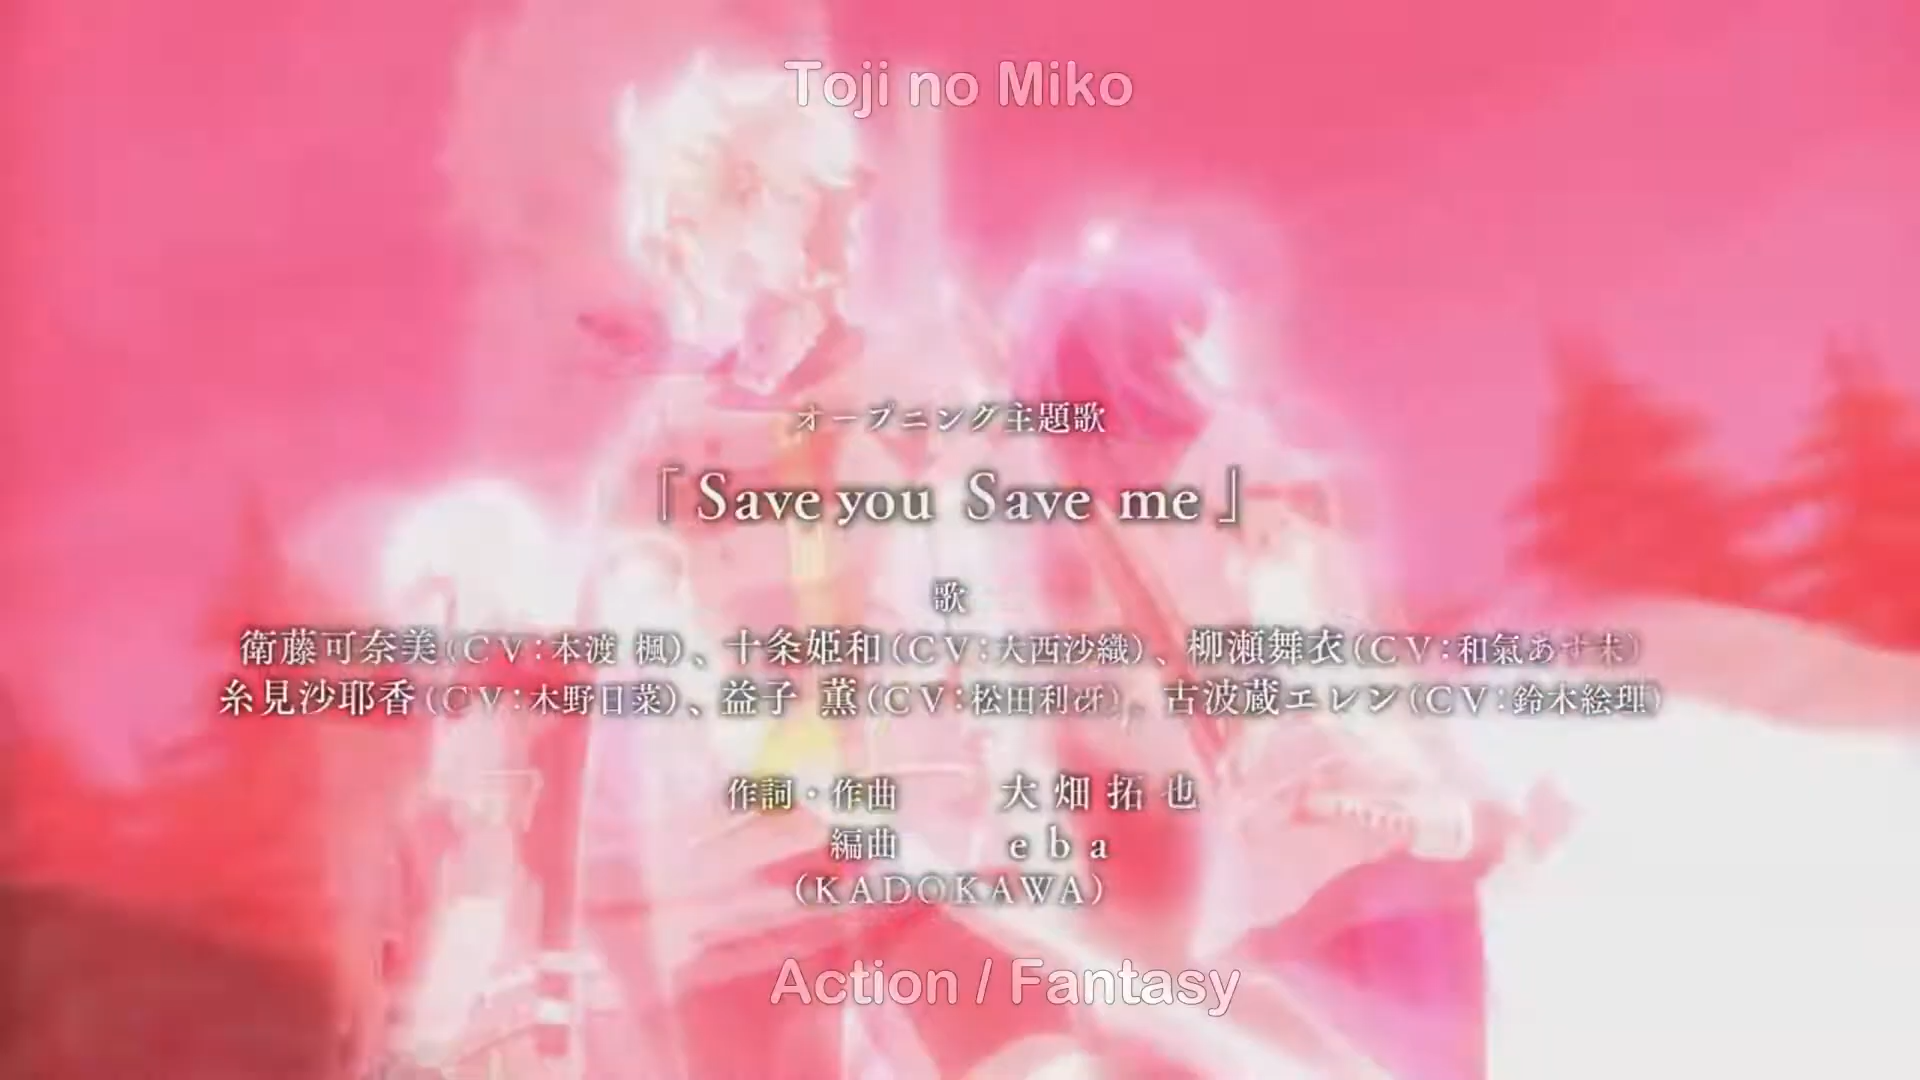 Toji no Miko
オープニング主題歌
『Save you Save me』
歌
衛藤可奈美(CV:本渡 楓)、十条姫和(CV:大西沙織)、柳瀬舞衣(CV:和氣あず未)
糸見沙耶香(CV:木野日菜)、益子 薫(CV:松田利冴)、古波蔵エレン(CV:鈴木絵理)
作詞・作曲 大畑拓也
編曲 eba
(KADOKAWA)
Action / Fantasy